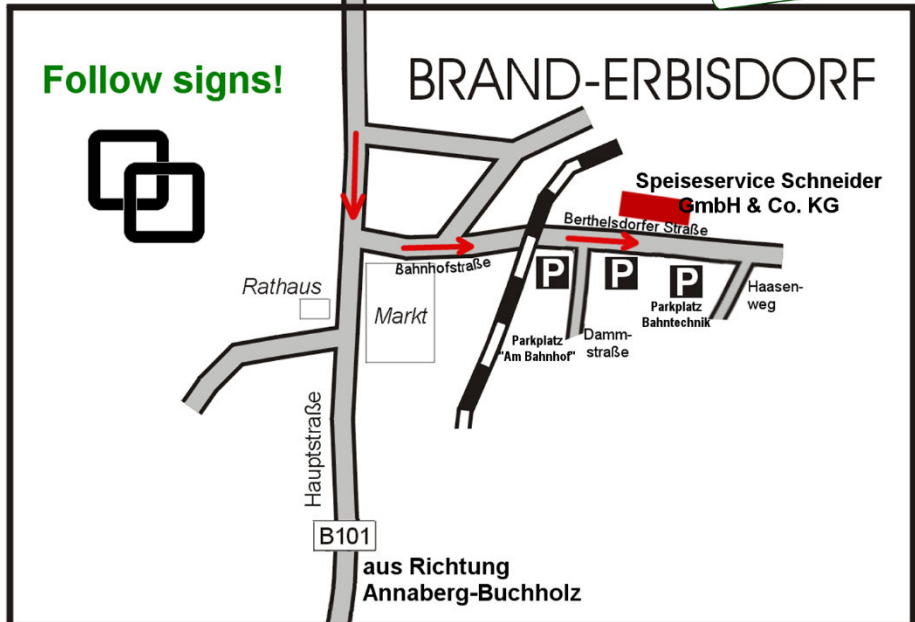 Follow signs!
BRAND-ERBISDORF
Speiseservice Schneider
GmbH & Co. KG
Berthelsdorfer Straße
Bahnhofstraße
Rathaus
Markt
P
P
P
Haasen-
weg
Parkplatz
Bahntechnik
Parkplatz
"Am Bahnhof"
Damm-
straße
Hauptstraße
B101
aus Richtung
Annaberg-Buchholz